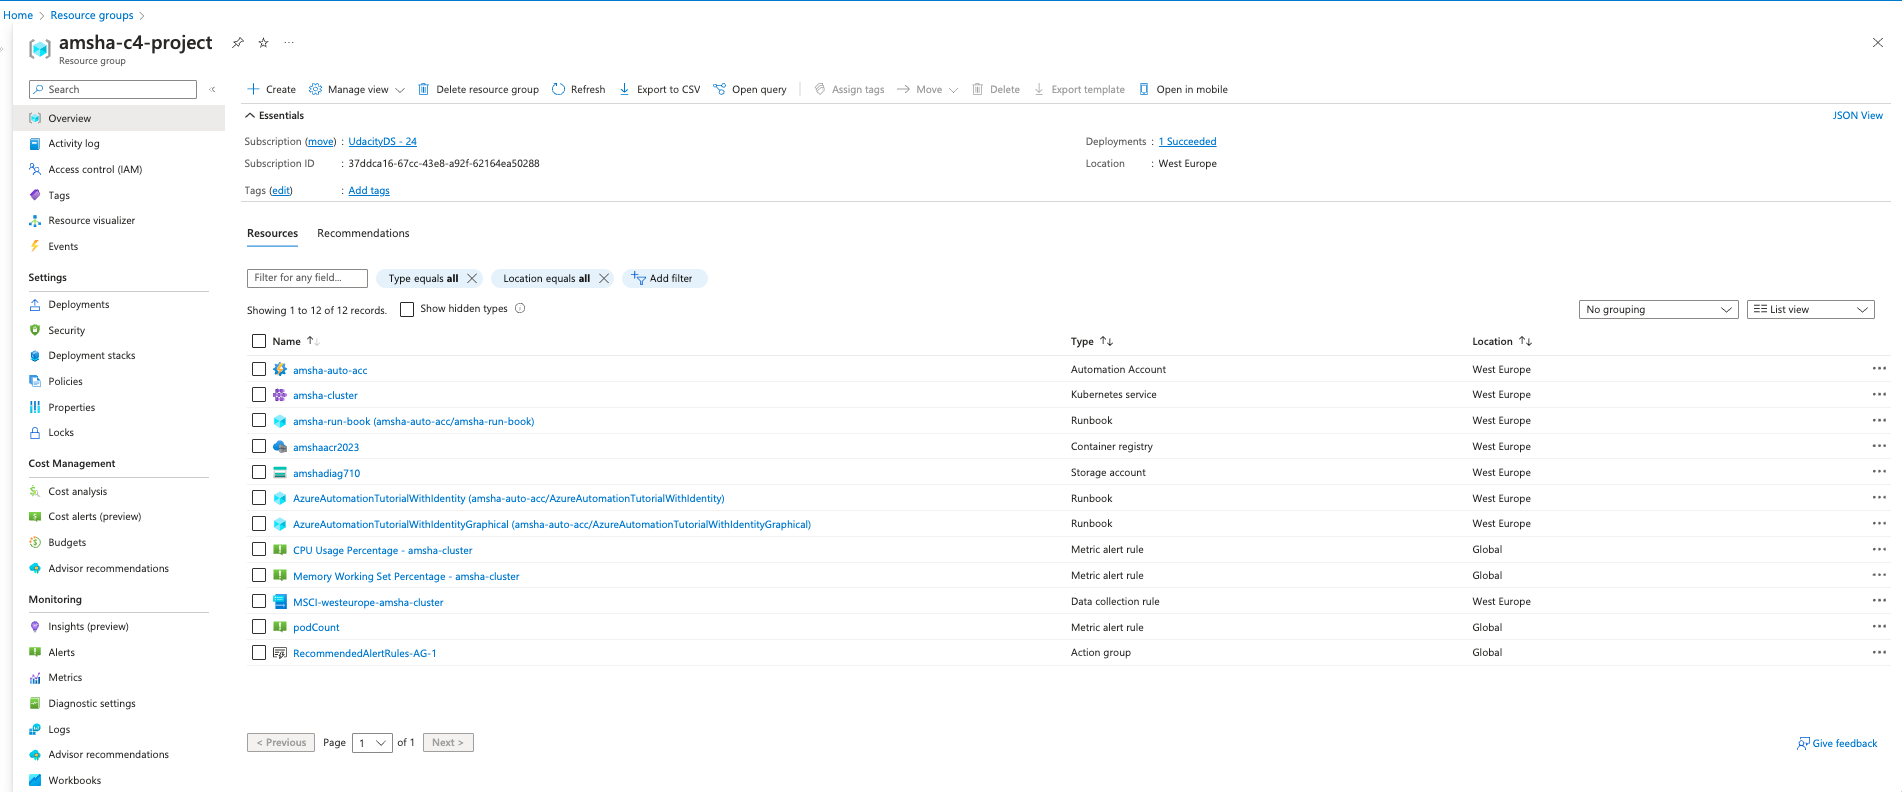 Home > Resource groups >
amsha-c4-project
Resource group
Search
Overview
Activity log
Access control (IAM)
Tags
Resource visualizer
Events
Settings
Deployments
Security
Deployment stacks
Policies
Properties
Locks
Cost Management
Cost analysis
Cost alerts (preview)
Budgets
Advisor recommendations
Monitoring
Insights (preview)
Alerts
Metrics
Diagnostic settings
Logs
Advisor recommendations
Workbooks
Create Manage view Delete resource group Refresh Export to CSV Open query Assign tags Move Delete Export template Open in mobile
Essentials JSON View
Subscription (move) : UdacityDS - 24 Deployments : 1 Succeeded
Subscription ID : 37ddca16-67cc-43e8-a92f-62164ea50288 Location : West Europe
Tags (edit) : Add tags
Resources Recommendations
Filter for any field... Type equals all Location equals all Add filter
Showing 1 to 12 of 12 records. Show hidden types No grouping List view
Name Type Location
amsha-auto-acc Automation Account West Europe
amsha-cluster Kubernetes service West Europe
amsha-run-book (amsha-auto-acc/amsha-run-book) Runbook West Europe
amshaacr2023 Container registry West Europe
amshadiag710 Storage account West Europe
AzureAutomationTutorialWithIdentity (amsha-auto-acc/AzureAutomationTutorialWithIdentity) Runbook West Europe
AzureAutomationTutorialWithIdentityGraphical (amsha-auto-acc/AzureAutomationTutorialWithIdentityGraphical) Runbook West Europe
CPU Usage Percentage - amsha-cluster Metric alert rule Global
Memory Working Set Percentage - amsha-cluster Metric alert rule Global
MSCI-westeurope-amsha-cluster Data collection rule West Europe
podCount Metric alert rule Global
RecommendedAlertRules-AG-1 Action group Global
< Previous Page 1 of 1 Next > Give feedback